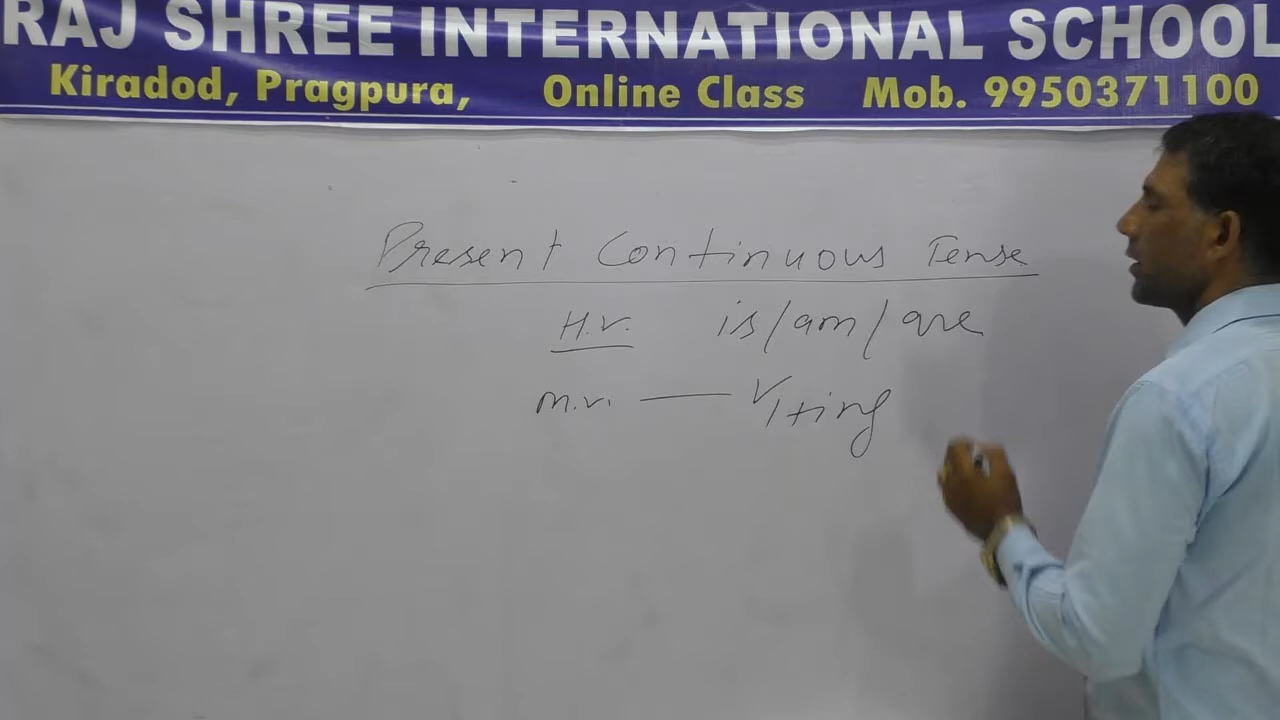 RAJ SHREE INTERNATIONAL SCHOOL
Kiradod, Pragpura, Online Class Mob. 9950371100
Present Continuous Tense
H.V. is/am/are
M.V. — V1+ing